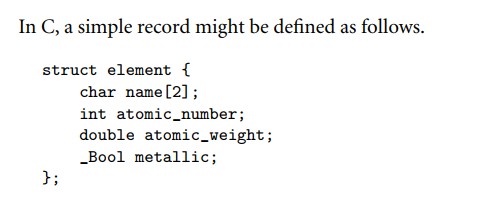 In C, a simple record might be defined as follows.
struct element {
    char name[2];
    int atomic_number;
    double atomic_weight;
    _Bool metallic;
};